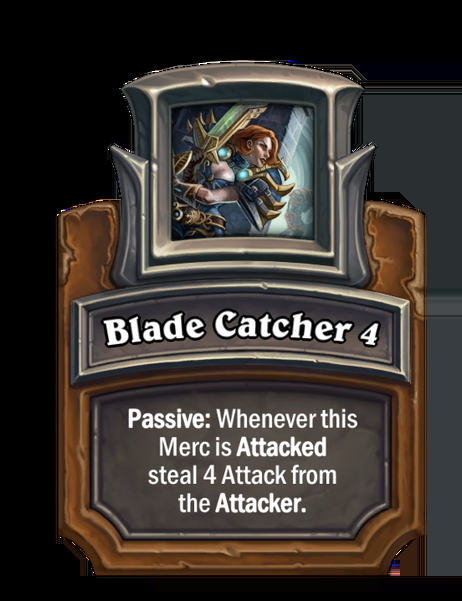 Blade Catcher 4
Passive: Whenever this
Merc is Attacked
steal 4 Attack from
the Attacker.